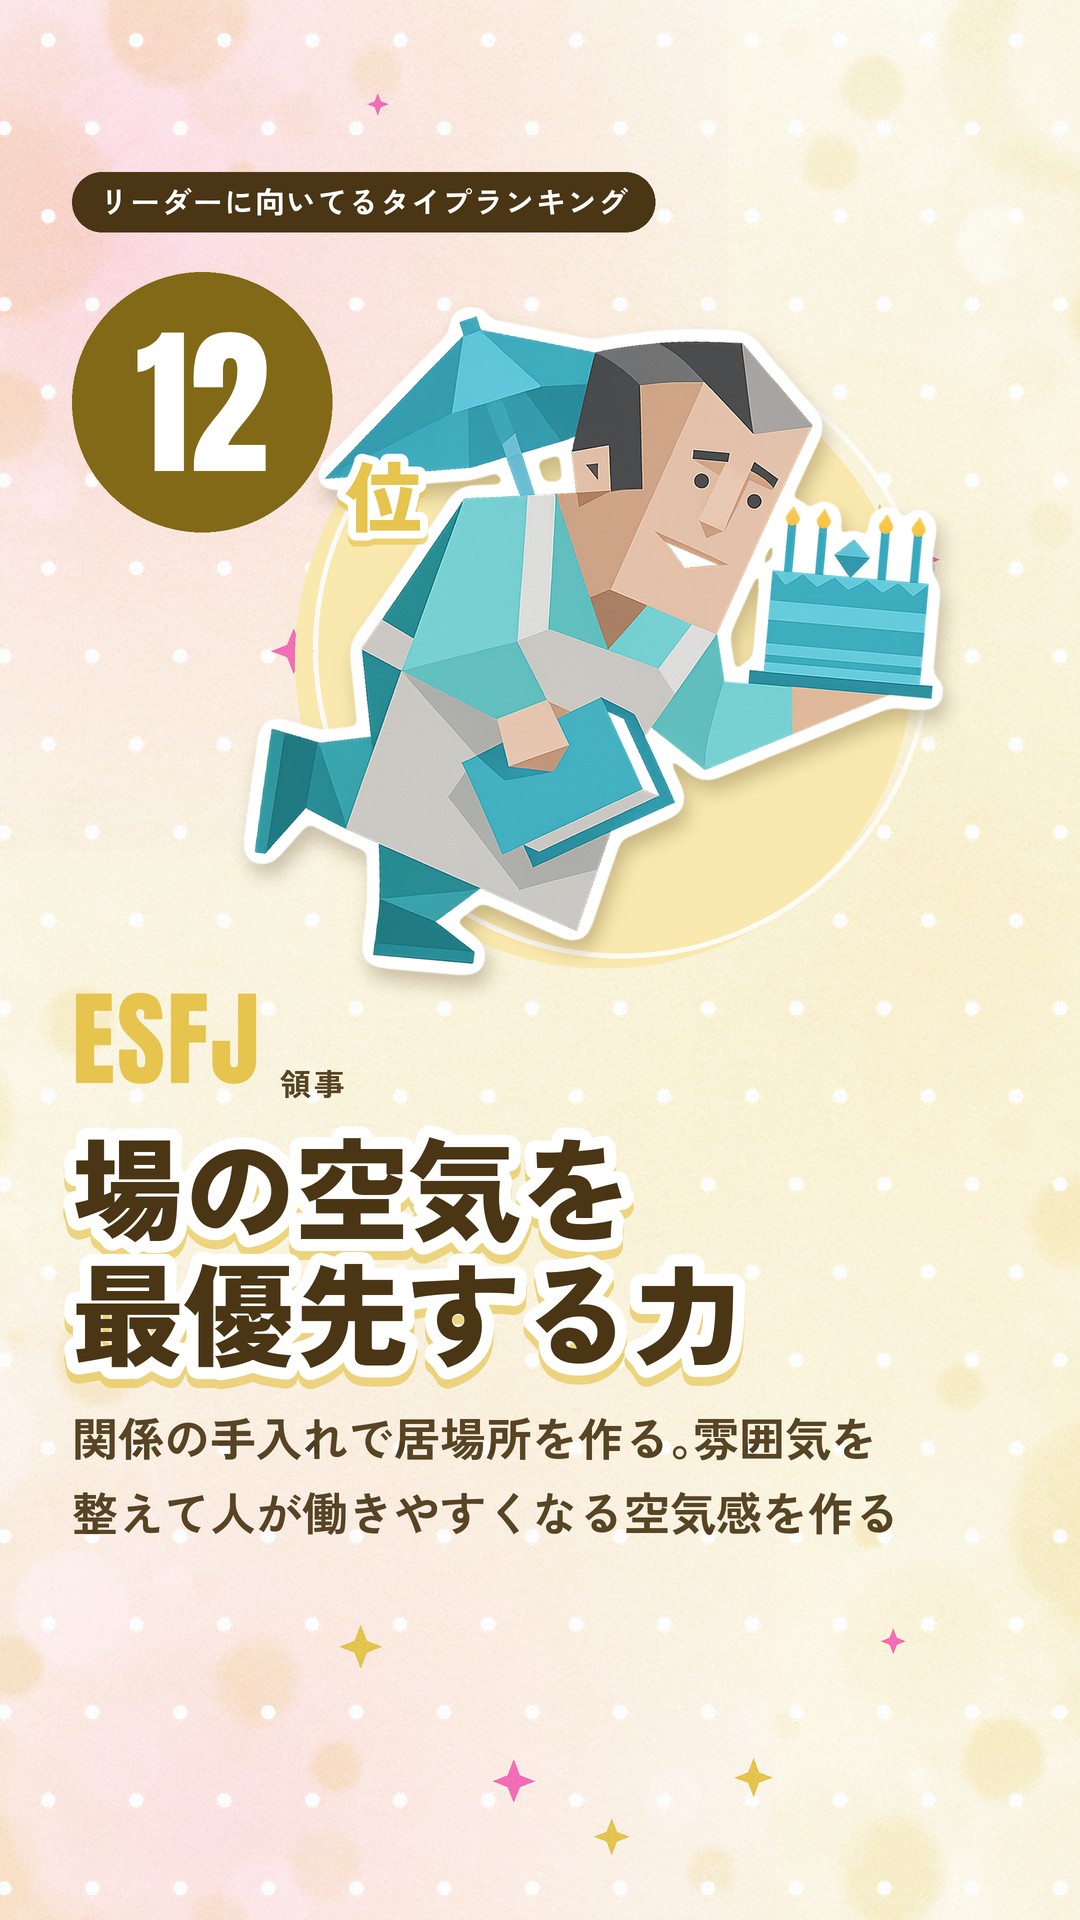 リーダーに向いてるタイプランキング
12
位
ESFJ
領事
場の空気を
最優先する力
関係の手入れで居場所を作る。雰囲気を
整えて人が働きやすくなる空気感を作る